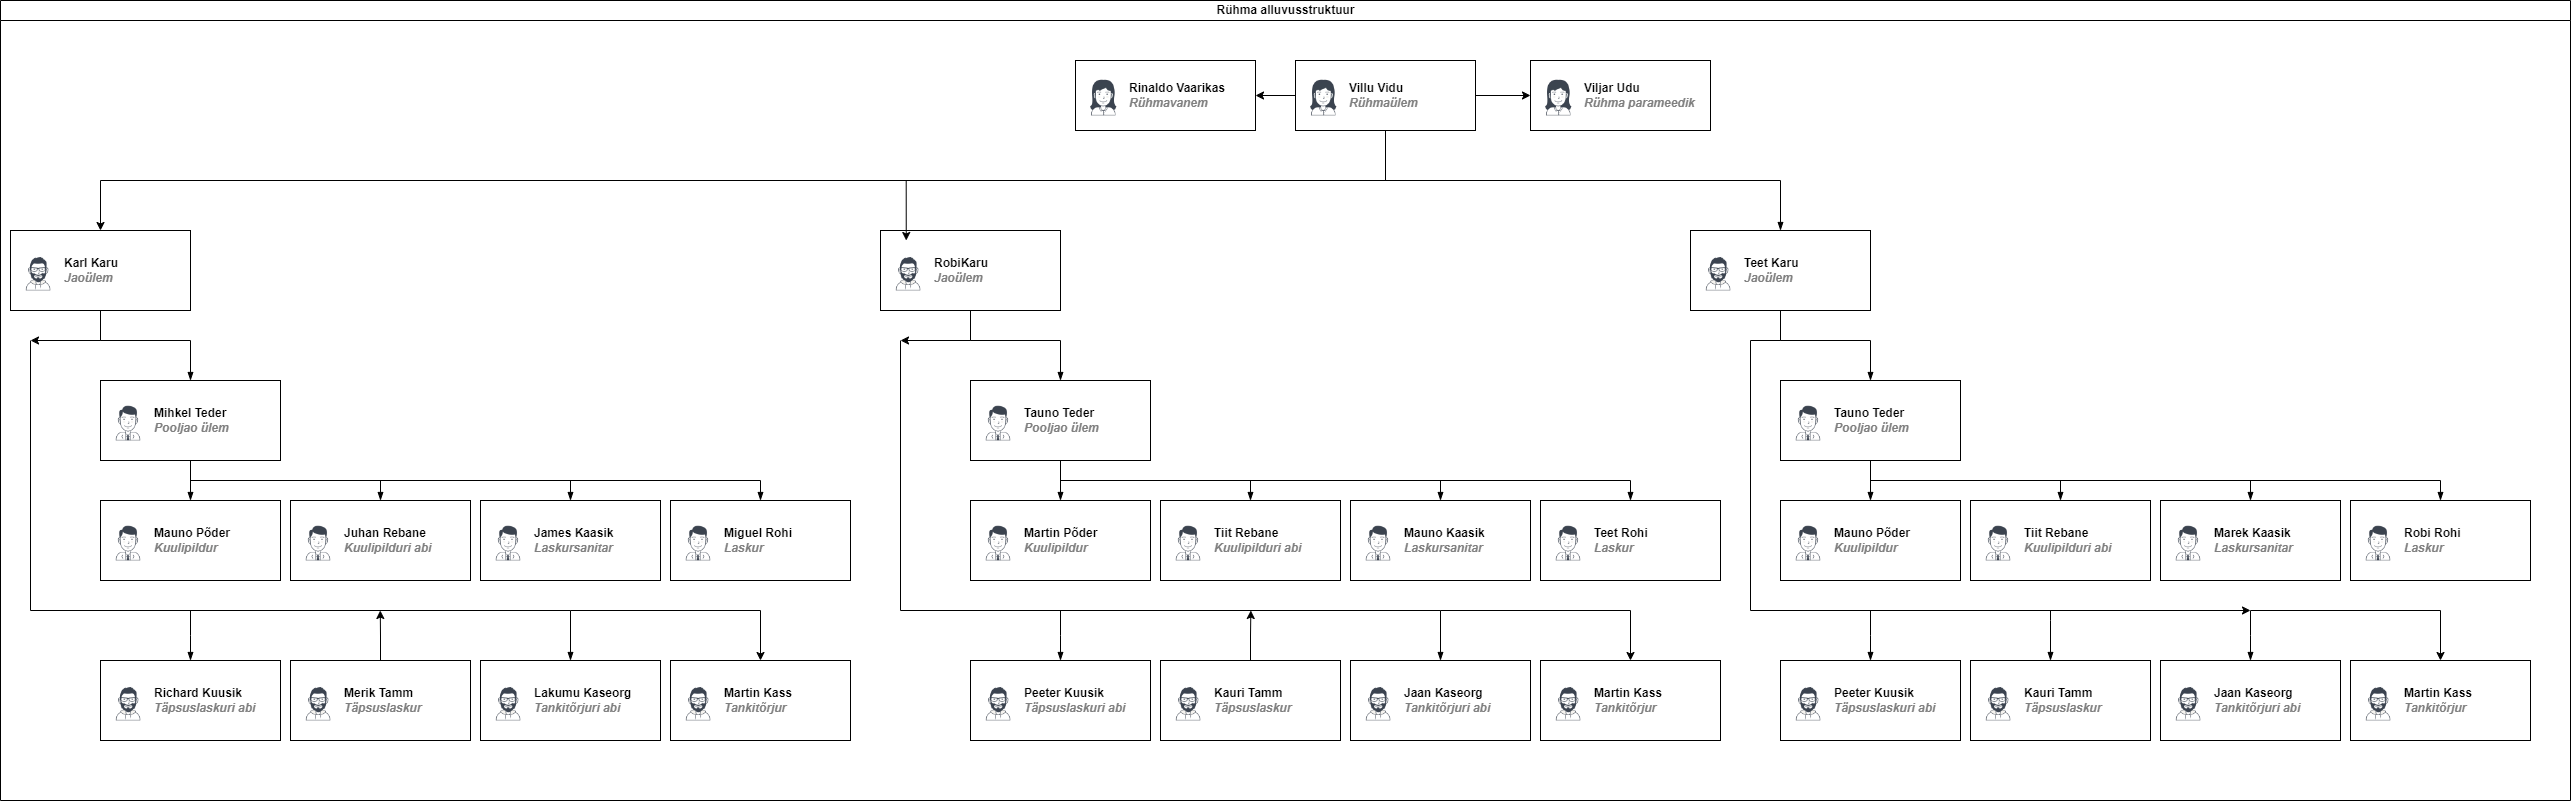 Rühma alluvusstruktuur
Rinaldo Vaarikas
Rühmavanem
Villu Vidu
Rühmaülem
Viljar Udu
Rühma parameedik
Karl Karu
Jaoülem
RobiKaru
Jaoülem
Teet Karu
Jaoülem
Mihkel Teder
Pooljao ülem
Tauno Teder
Pooljao ülem
Tauno Teder
Pooljao ülem
Mauno Põder
Kuulipildur
Juhan Rebane
Kuulipilduri abi
James Kaasik
Laskursanitar
Miguel Rohi
Laskur
Martin Põder
Kuulipildur
Tiit Rebane
Kuulipilduri abi
Mauno Kaasik
Laskursanitar
Teet Rohi
Laskur
Mauno Põder
Kuulipildur
Tiit Rebane
Kuulipilduri abi
Marek Kaasik
Laskursanitar
Robi Rohi
Laskur
Richard Kuusik
Täpsuslaskuri abi
Merik Tamm
Täpsuslaskur
Lakumu Kaseorg
Tankitõrjuri abi
Martin Kass
Tankitõrjur
Peeter Kuusik
Täpsuslaskuri abi
Kauri Tamm
Täpsuslaskur
Jaan Kaseorg
Tankitõrjuri abi
Martin Kass
Tankitõrjur
Peeter Kuusik
Täpsuslaskuri abi
Kauri Tamm
Täpsuslaskur
Jaan Kaseorg
Tankitõrjuri abi
Martin Kass
Tankitõrjur